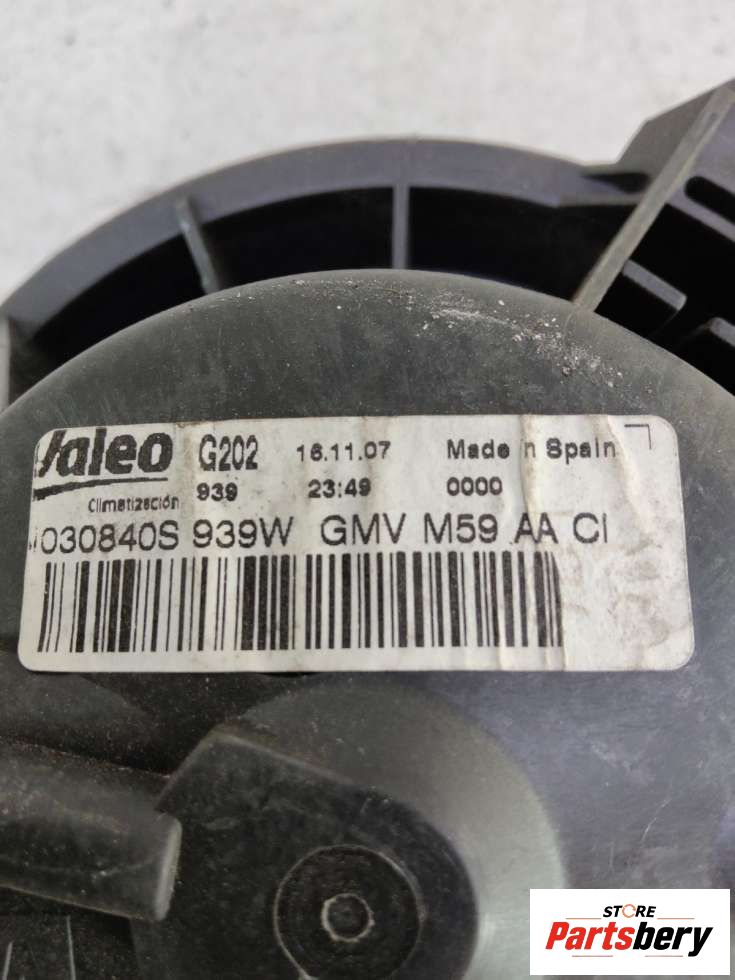 Valeo G202 16.11.07 Made in Spain
Climatización 939 23:49 0000
030840S 939W GMV M59 AA CI
STORE
Partsbery